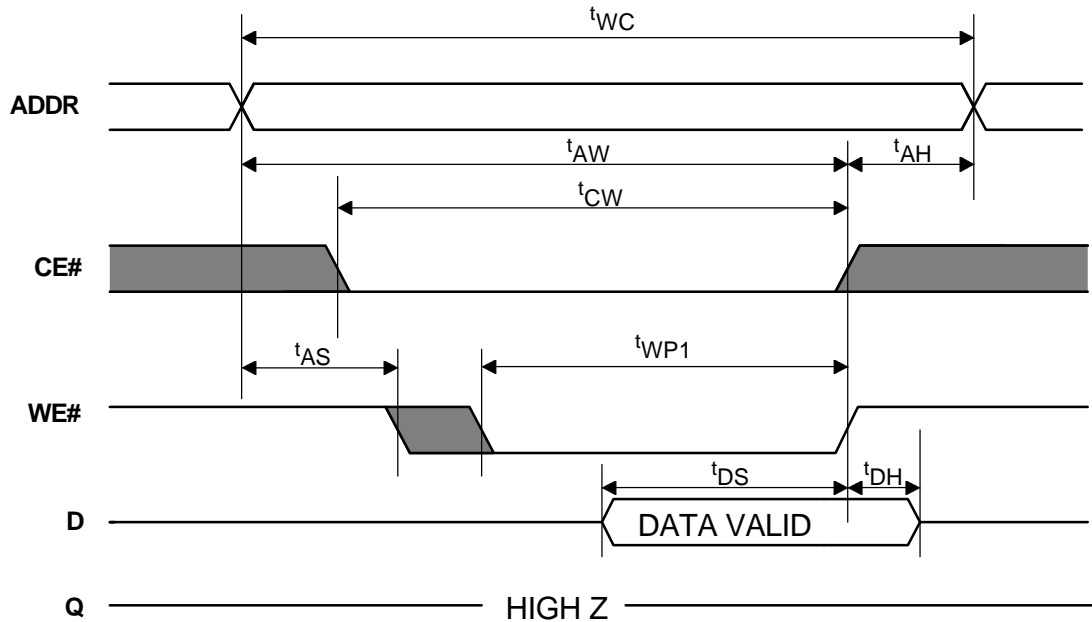 tWC
ADDR
tAW
tAH
tCW
CE#
tAS
tWP1
WE#
tDS
tDH
D
DATA VALID
Q
HIGH Z